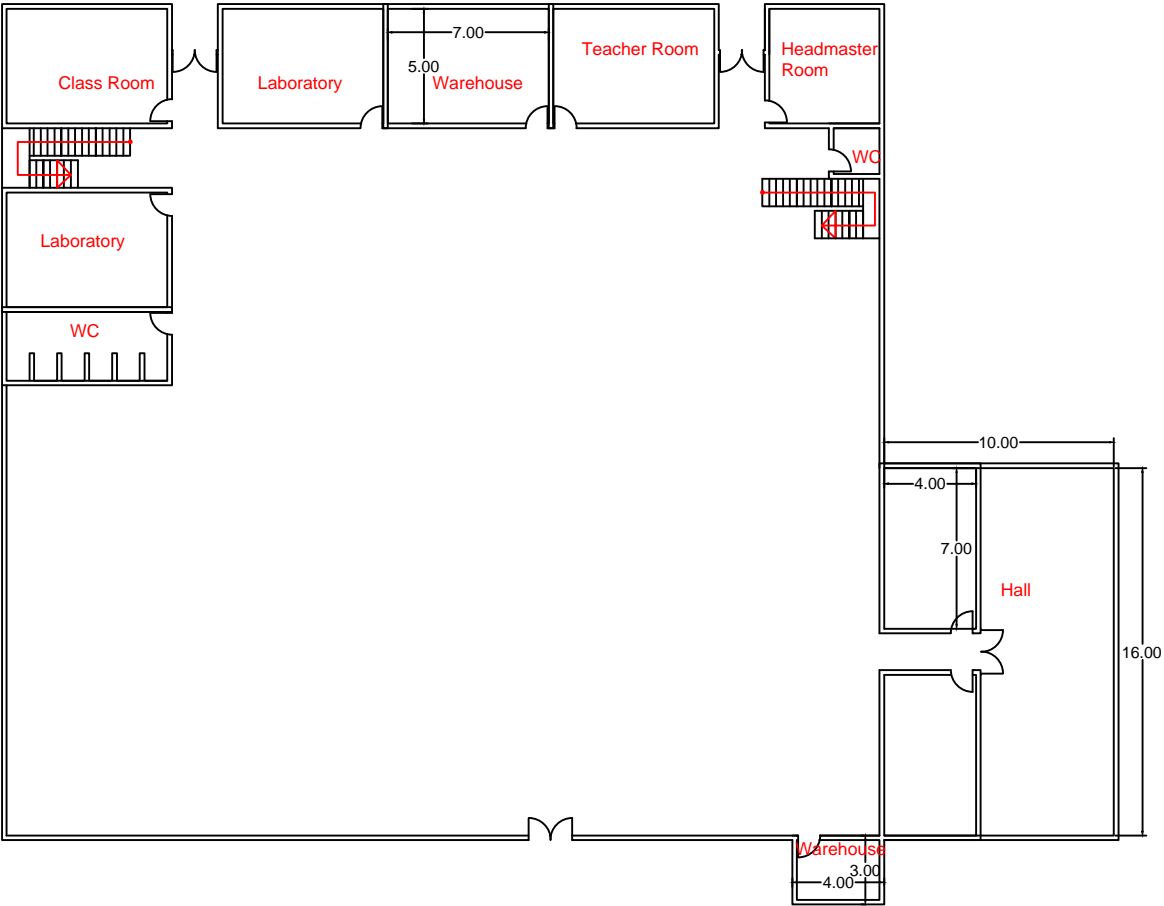 7.00
Teacher Room
Headmaster
Room
5.00
Class Room
Laboratory
Warehouse
WC
Laboratory
WC
10.00
4.00
7.00
Hall
16.00
Warehouse
3.00
4.00